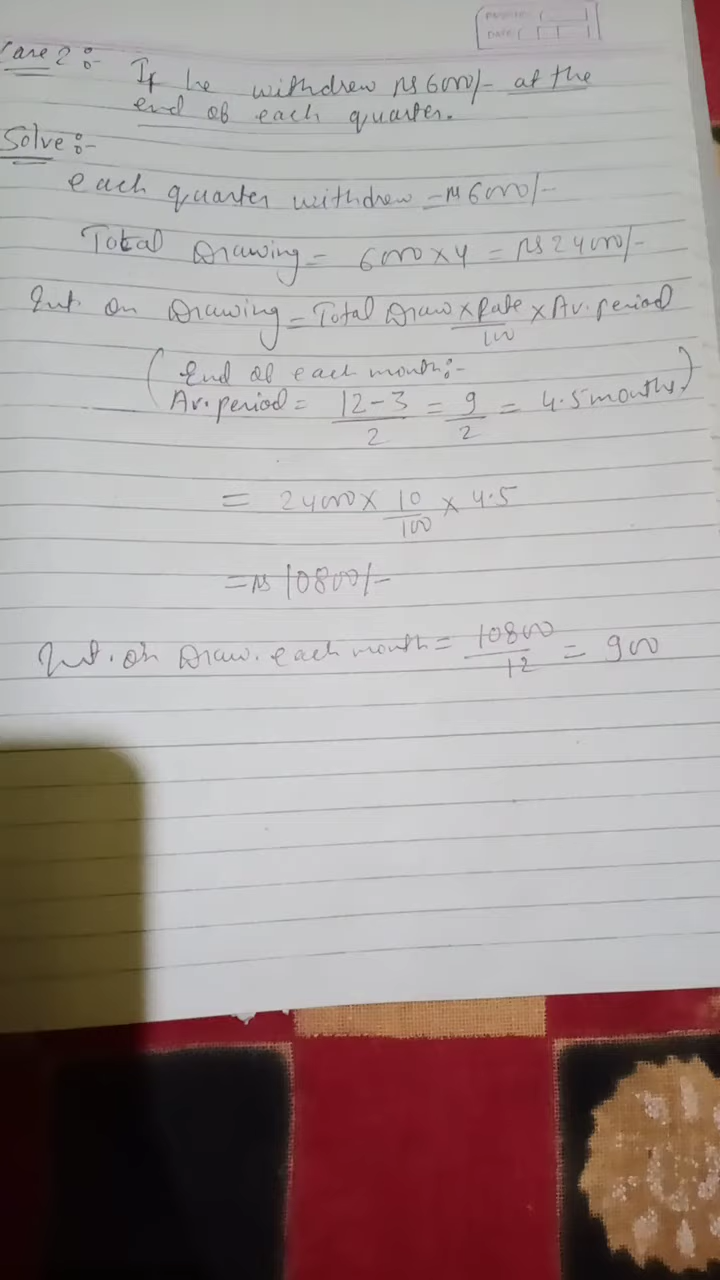 PAGE NO.
DATE
Case 2:-  If he withdrew Rs 6000/- at the
end of each quarter.
Solve:-
each quarter withdrew = Rs 6000/-
Total Drawing = 6000 × 4 = Rs 24000/-
Int. on Drawing = Total Draw × Rate/100 × Av. period
(End of each month:-
Av. period = 12-3/2 = 9/2 = 4.5 months)
= 24000 × 10/100 × 4.5
= Rs 10800/-
Int. on Draw. each month = 10800/12 = 900